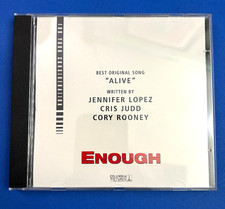 BEST ORIGINAL SONG
"ALIVE"
WRITTEN BY
JENNIFER LOPEZ
CRIS JUDD
CORY ROONEY
ENOUGH